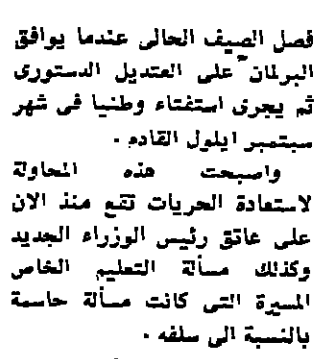 فصل الصيف الحالى عندما يوافق
البرلمان على العتديل الدستورى
ثم يجرى استفتاء وطنيا فى شهر
سبتمبر ايلول القادم .
واصبحت هذه المحاولة
لاستعادة الحريات تقع منذ الان
على عاتق رئيس الوزراء الجديد
وكذلك مسألة التعليم الخاص
المسيرة التى كانت مسألة حاسمة
بالنسبة الى سلفه .